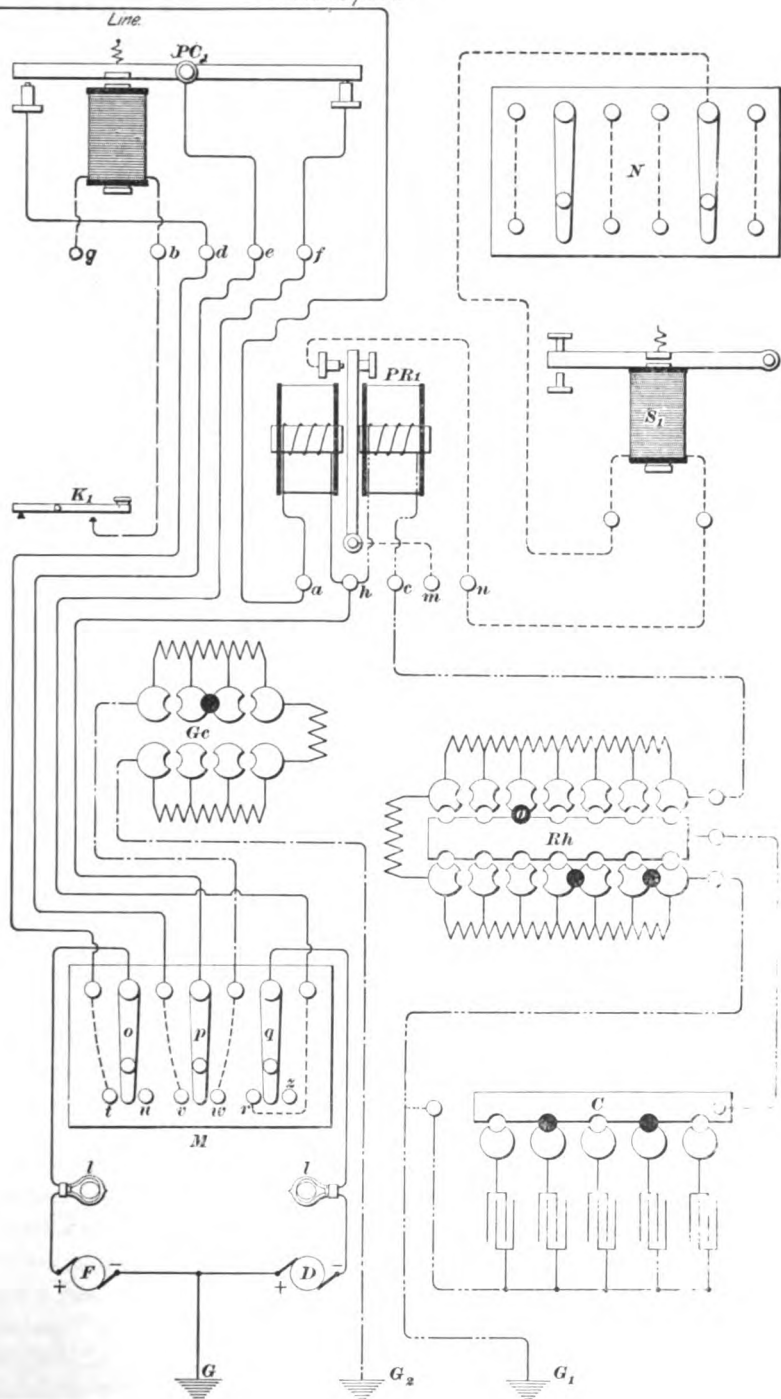 Line.
PC1
N
g b d e f
PR1
S1
K1
a h c m n
Gc
Rh
o p q
t u v w r z
M
C
l l
+ F − + D −
G G2 G1